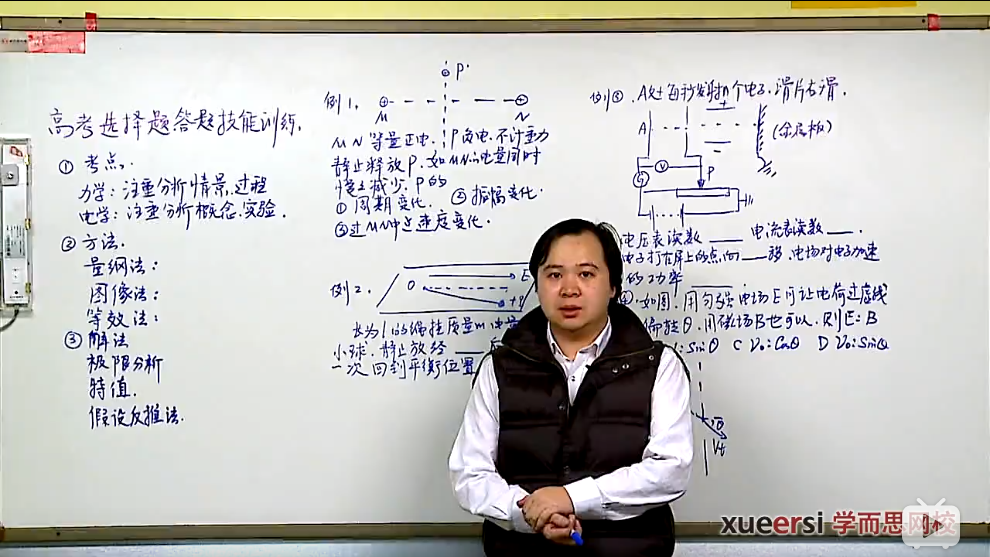 高考选择题答题技能训练.
① 考点.
力学：注重分析情景,过程
电学：注重分析概念.实验.
② 方法.
量纲法：
图像法：
等效法：
③ 解法
极限分析
特值.
假设反推法.
P.
例1.
M
N
MN等量正电.P负电.不计重力
静止释放P.如MN电量同时
慢慢减少.P的
① 周期变化. ② 振幅变化.
③过MN中点速度变化.
例2.
O
E
+q
长为l的绝缘
质量m.电量
小球.静止放
一次回到平衡位置
例③.A处每秒发射n个电子.滑片右滑.
A
(金属板)
V
G
P
电压表读数 ___ 电流表读数 ___.
电子打在屏上的点向 ___ 移.电场对电子加速
的功率
④.如图.用匀强电场E可让电荷过虚线
偏转θ.用磁场B也可以.则E:B
:Sinθ C V₀:Cosθ D V₀:Sinθ
θ
Vt
xueersi 学而思网校